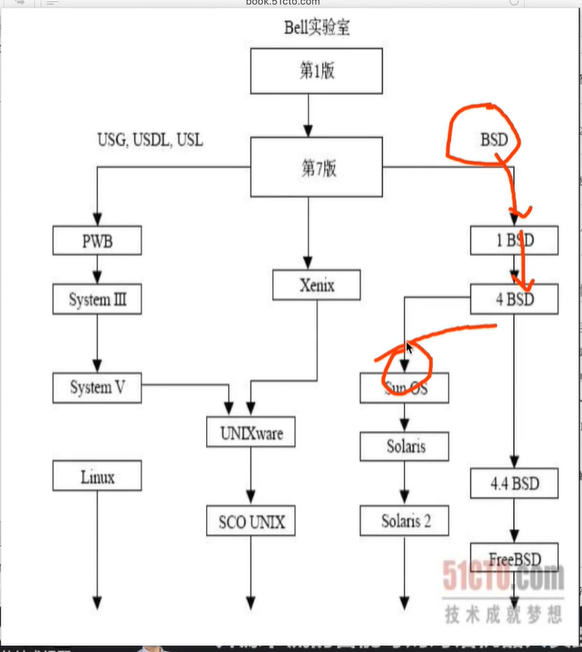 book.51cto.com
Bell实验室
第1版
USG, USDL, USL
BSD
第7版
PWB
1 BSD
Xenix
System III
4 BSD
System V
Sun OS
UNIXware
Solaris
Linux
4.4 BSD
SCO UNIX
Solaris 2
FreeBSD
51CTO.com
技术成就梦想